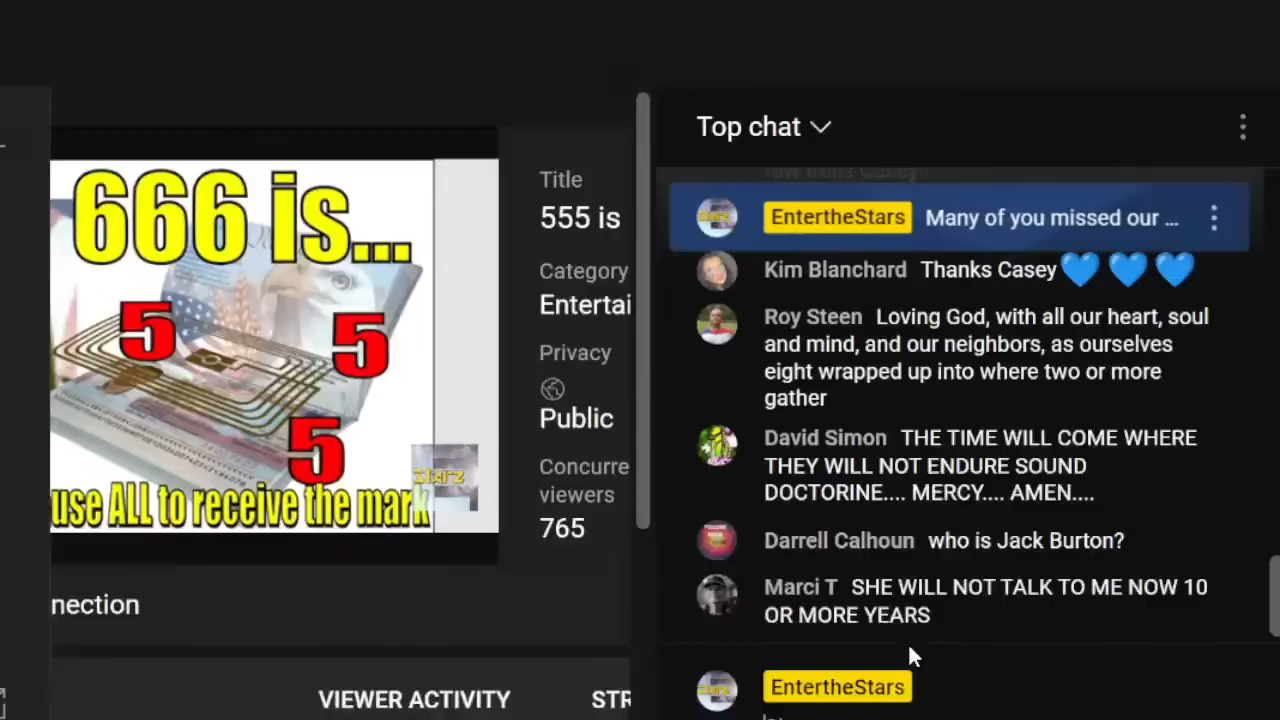 666 is...
5
5
5
use ALL to receive the mark
starz
Title
555 is
Category
Entertai
Privacy
Public
Concurre
viewers
765
nection
VIEWER ACTIVITY
STR
Top chat
EntertheStars Many of you missed our ...
Kim Blanchard Thanks Casey💙 💙 💙
Roy Steen Loving God, with all our heart, soul
and mind, and our neighbors, as ourselves
eight wrapped up into where two or more
gather
David Simon THE TIME WILL COME WHERE
THEY WILL NOT ENDURE SOUND
DOCTORINE.... MERCY.... AMEN....
Darrell Calhoun who is Jack Burton?
Marci T SHE WILL NOT TALK TO ME NOW 10
OR MORE YEARS
EntertheStars